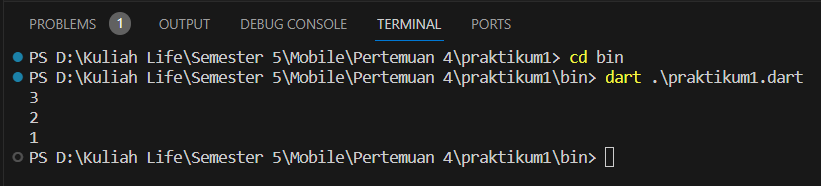 PROBLEMS 1 OUTPUT DEBUG CONSOLE TERMINAL PORTS
PS D:\Kuliah Life\Semester 5\Mobile\Pertemuan 4\praktikum1> cd bin
PS D:\Kuliah Life\Semester 5\Mobile\Pertemuan 4\praktikum1\bin> dart .\praktikum1.dart
3
2
1
PS D:\Kuliah Life\Semester 5\Mobile\Pertemuan 4\praktikum1\bin>